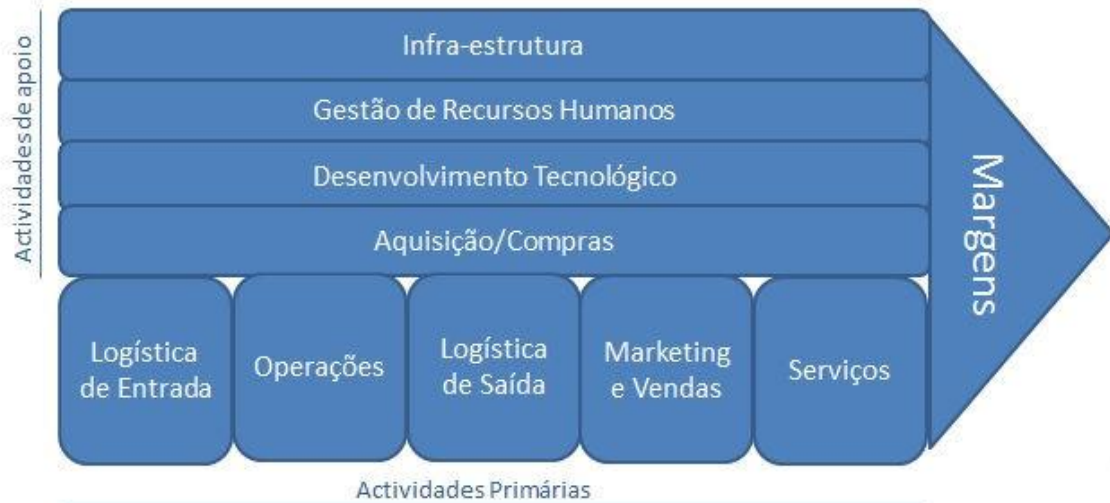 Actividades de apoio
Infra-estrutura
Gestão de Recursos Humanos
Desenvolvimento Tecnológico
Aquisição/Compras
Logística
de Entrada
Operações
Logística
de Saída
Marketing
e Vendas
Serviços
Margens
Actividades Primárias